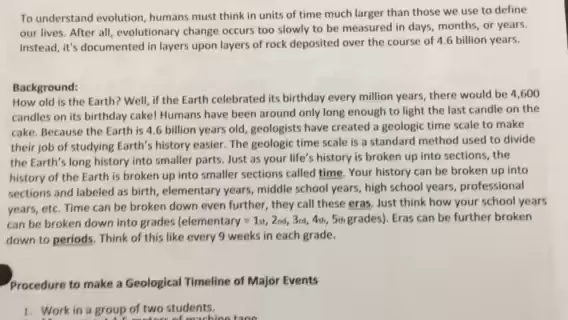 To understand evolution, humans must think in units of time much larger than those we use to define
our lives. After all, evolutionary change occurs too slowly to be measured in days, months, or years.
Instead, it's documented in layers upon layers of rock deposited over the course of 4.6 billion years.
Background:
How old is the Earth? Well, if the Earth celebrated its birthday every million years, there would be 4,600
candles on its birthday cake! Humans have been around only long enough to light the last candle on the
cake. Because the Earth is 4.6 billion years old, geologists have created a geologic time scale to make
their job of studying Earth's history easier. The geologic time scale is a standard method used to divide
the Earth's long history into smaller parts. Just as your life's history is broken up into sections, the
history of the Earth is broken up into smaller sections called time. Your history can be broken up into
sections and labeled as birth, elementary years, middle school years, high school years, professional
years, etc. Time can be broken down even further, they call these eras. Just think how your school years
can be broken down into grades (elementary = 1st, 2nd, 3rd, 4th, 5th grades). Eras can be further broken
down to periods. Think of this like every 9 weeks in each grade.
Procedure to make a Geological Timeline of Major Events
1. Work in a group of two students.
meters of machine tape